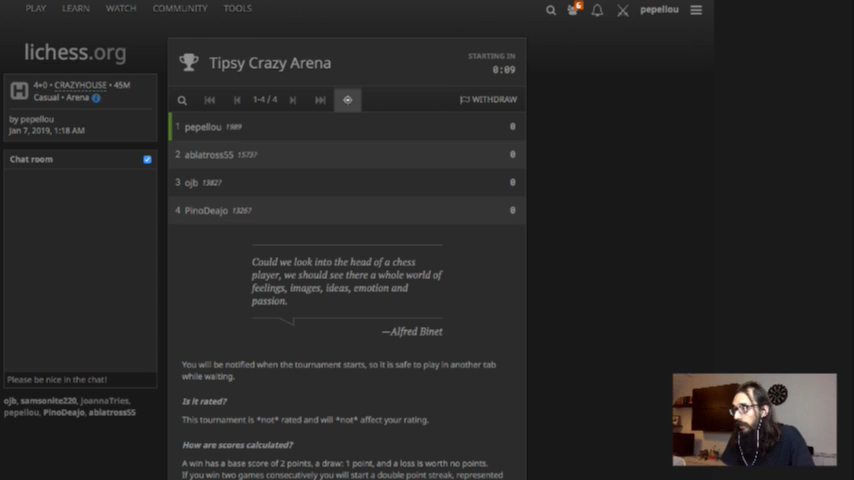 PLAY LEARN WATCH COMMUNITY TOOLS
6 pepellou
lichess.org
4+0 • CRAZYHOUSE • 45M
Casual • Arena
by pepellou
Jan 7, 2019, 1:18 AM
Chat room
Please be nice in the chat!
ojb, samsonite220, JoannaTries,
pepellou, PinoDeajo, ablatross55
Tipsy Crazy Arena
STARTING IN
0:09
1-4 / 4
WITHDRAW
1 pepellou 1989 0
2 ablatross55 1573? 0
3 ojb 1382? 0
4 PinoDeajo 1326? 0
Could we look into the head of a chess
player, we should see there a whole world of
feelings, images, ideas, emotion and
passion.
—Alfred Binet
You will be notified when the tournament starts, so it is safe to play in another tab
while waiting.
Is it rated?
This tournament is *not* rated and will *not* affect your rating.
How are scores calculated?
A win has a base score of 2 points, a draw: 1 point, and a loss is worth no points.
If you win two games consecutively you will start a double point streak, represented